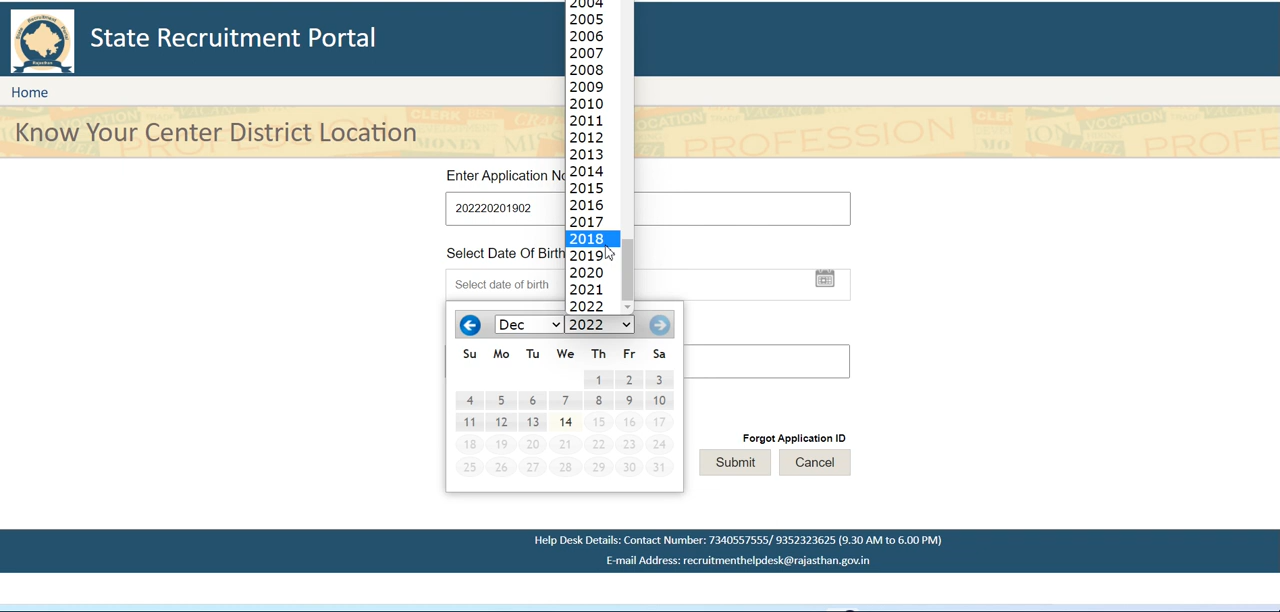 State Recruitment Portal
Home
Know Your Center District Location
Enter Application No
202220201902
Select Date Of Birth
Select date of birth
2004
2005
2006
2007
2008
2009
2010
2011
2012
2013
2014
2015
2016
2017
2018
2019
2020
2021
2022
Dec 2022
Su Mo Tu We Th Fr Sa
1 2 3
4 5 6 7 8 9 10
11 12 13 14 15 16 17
18 19 20 21 22 23 24
25 26 27 28 29 30 31
Forgot Application ID
Submit Cancel
Help Desk Details: Contact Number: 7340557555/ 9352323625 (9.30 AM to 6.00 PM)
E-mail Address: recruitmenthelpdesk@rajasthan.gov.in